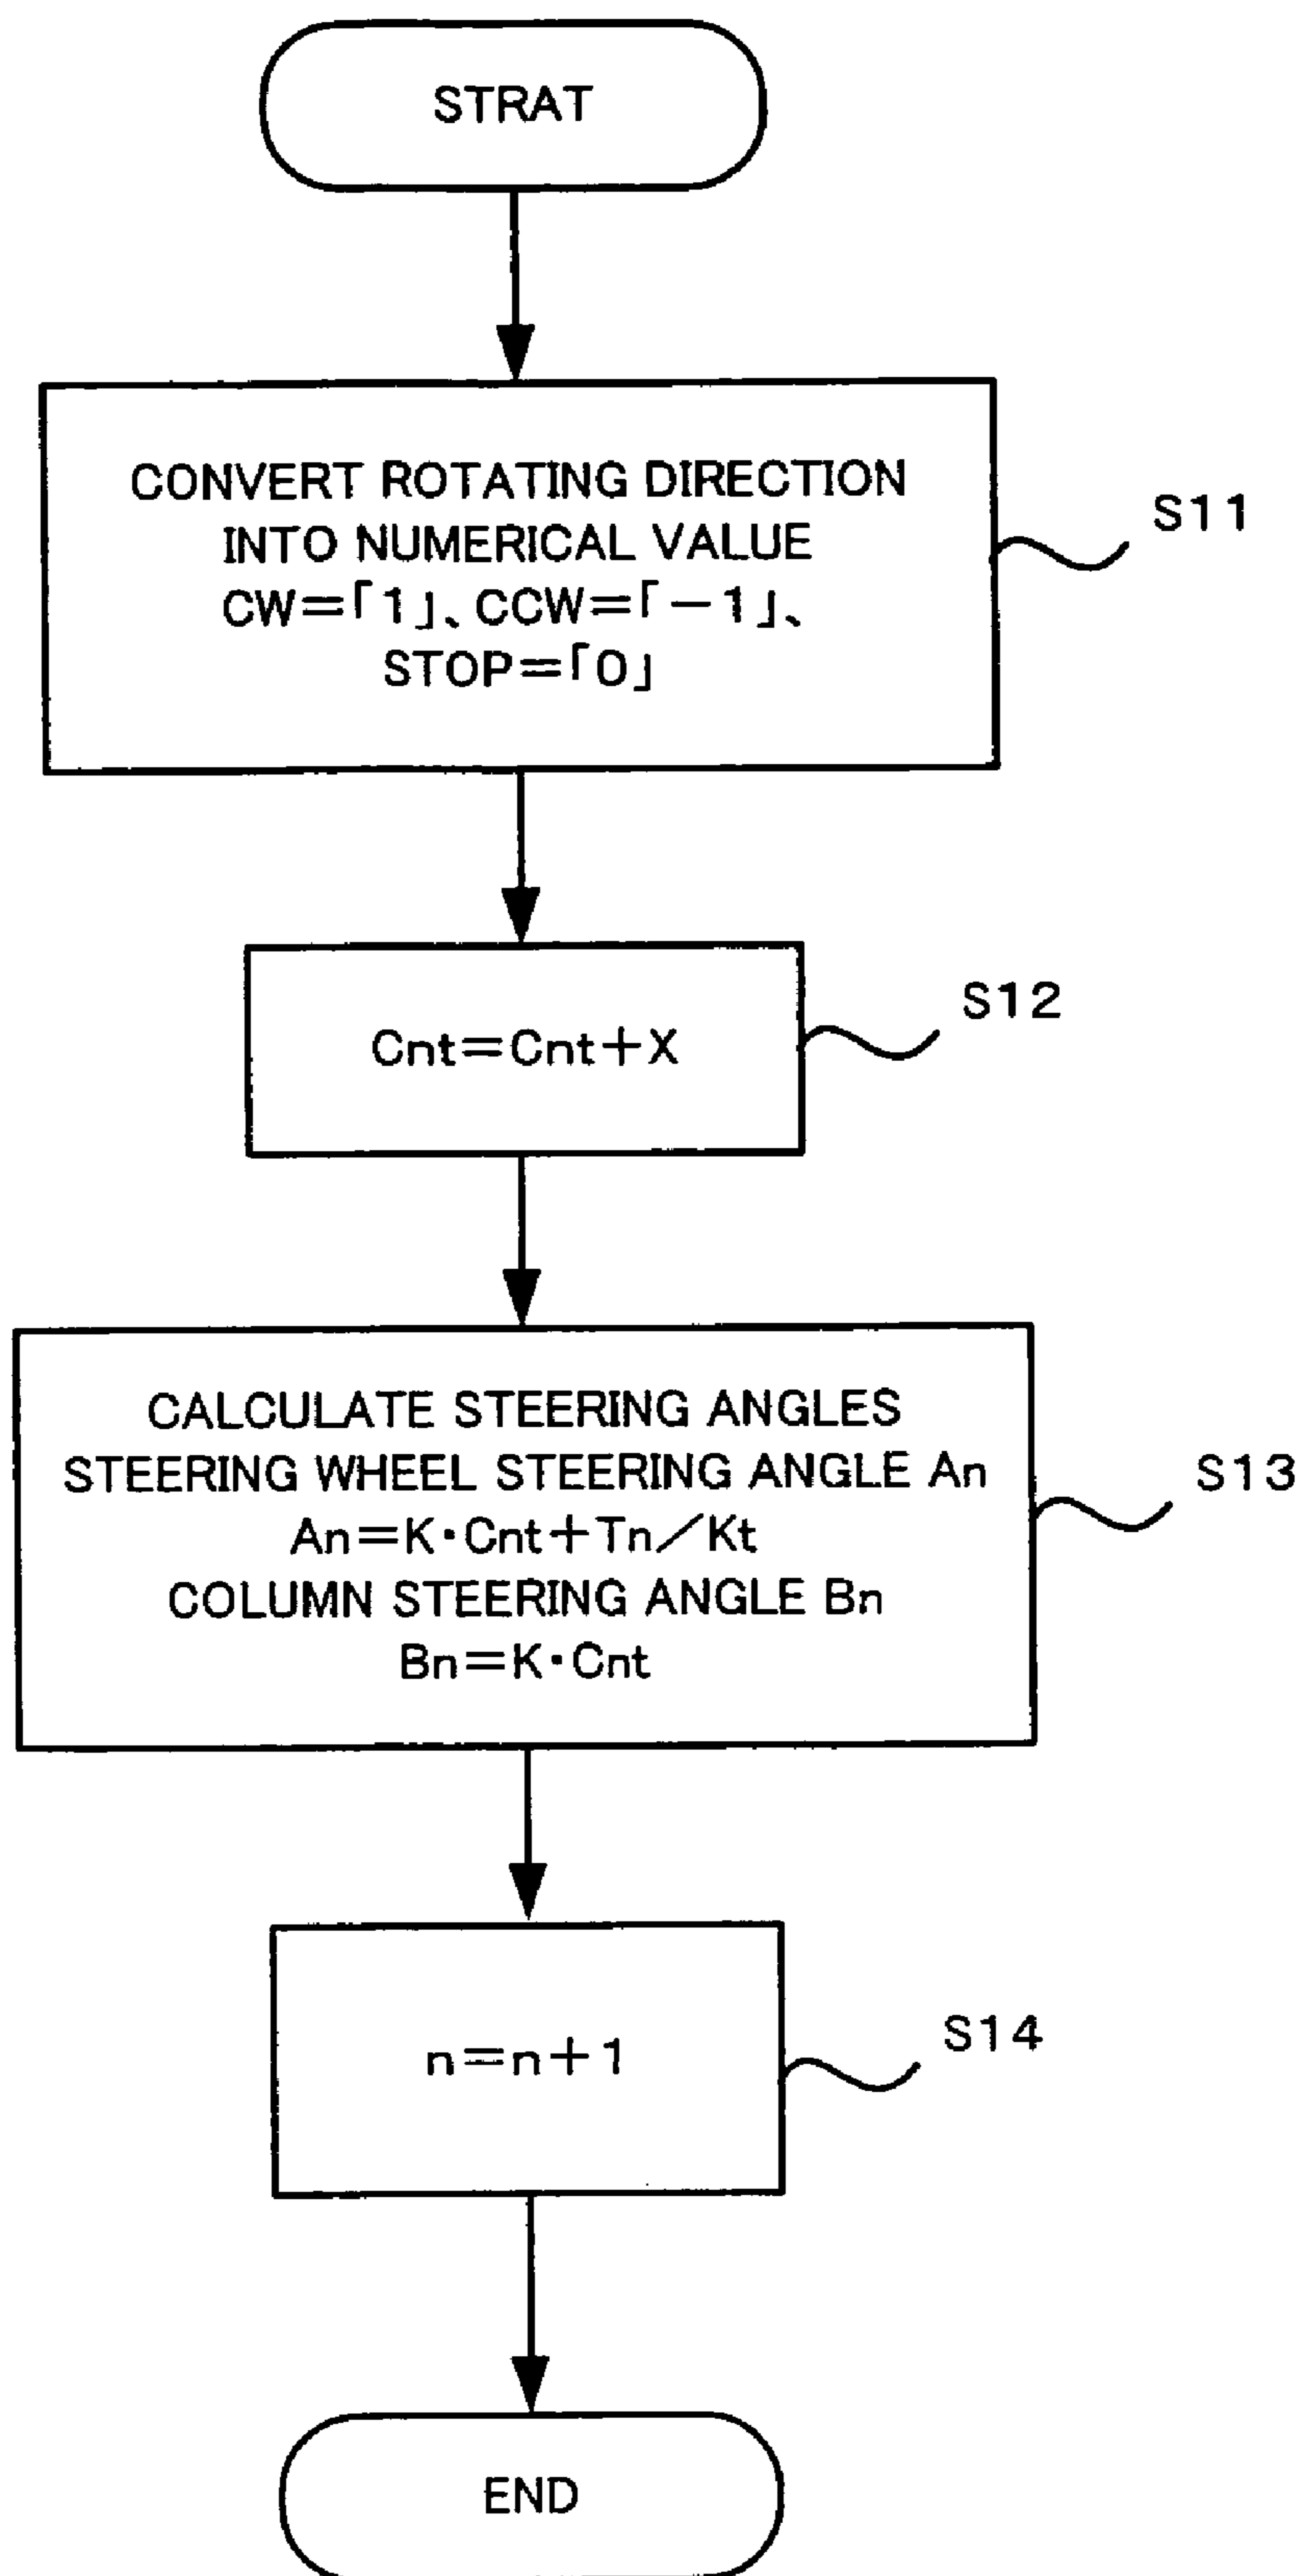 STRAT
CONVERT ROTATING DIRECTION
INTO NUMERICAL VALUE
CW=「1」、CCW=「-1」、
STOP=「0」
S11
Cnt=Cnt+X
S12
CALCULATE STEERING ANGLES
STEERING WHEEL STEERING ANGLE An
An=K・Cnt+Tn/Kt
COLUMN STEERING ANGLE Bn
Bn=K・Cnt
S13
n=n+1
S14
END